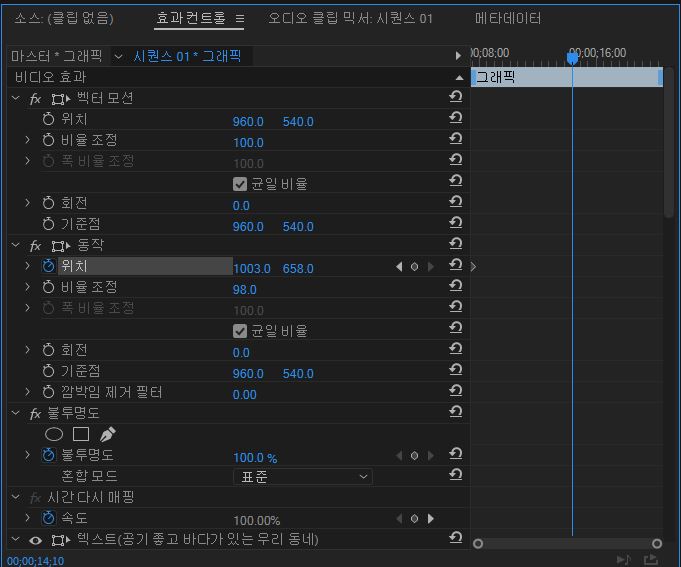 소스: (클립 없음) 효과 컨트롤 오디오 클립 믹서: 시퀀스 01 메타데이터
마스터 * 그래픽 시퀀스 01 * 그래픽 00;08;00 00;00;16;00
비디오 효과 그래픽
fx 벡터 모션
위치 960.0 540.0
비율 조정 100.0
폭 비율 조정 100.0
균일 비율
회전 0.0
기준점 960.0 540.0
fx 동작
위치 1003.0 658.0
비율 조정 98.0
폭 비율 조정 100.0
균일 비율
회전 0.0
기준점 960.0 540.0
깜박임 제거 필터 0.00
fx 불투명도
불투명도 100.0 %
혼합 모드 표준
fx 시간 다시 매핑
속도 100.00%
텍스트(공기 좋고 바다가 있는 우리 동네)
00;00;14;10